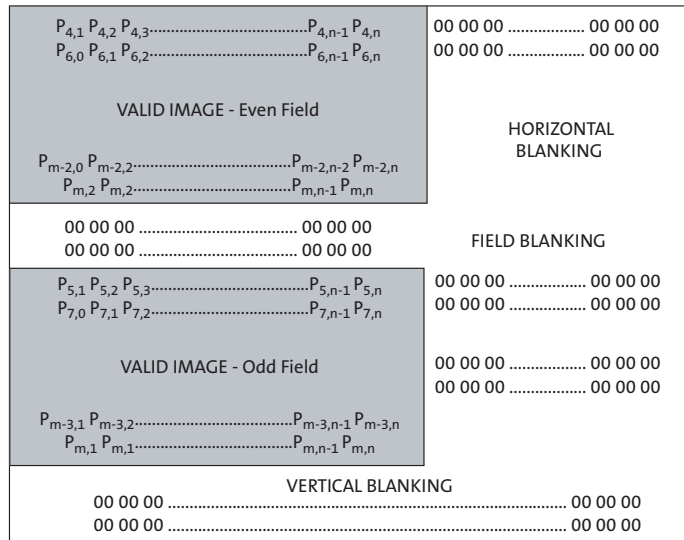 P4,1 P4,2 P4,3..................................P4,n-1 P4,n 00 00 00 ................. 00 00 00
P6,0 P6,1 P6,2..................................P6,n-1 P6,n 00 00 00 ................. 00 00 00
VALID IMAGE - Even Field
HORIZONTAL
BLANKING
Pm-2,0 Pm-2,2..................................Pm-2,n-2 Pm-2,n
Pm,2 Pm,2..................................Pm,n-1 Pm,n
00 00 00 .................................. 00 00 00
00 00 00 .................................. 00 00 00
FIELD BLANKING
P5,1 P5,2 P5,3..................................P5,n-1 P5,n 00 00 00 ................. 00 00 00
P7,0 P7,1 P7,2..................................P7,n-1 P7,n 00 00 00 ................. 00 00 00
VALID IMAGE - Odd Field
00 00 00 ................. 00 00 00
00 00 00 ................. 00 00 00
Pm-3,1 Pm-3,2..................................Pm-3,n-1 Pm-3,n
Pm,1 Pm,1..................................Pm,n-1 Pm,n
VERTICAL BLANKING
00 00 00 ........................................................................................ 00 00 00
00 00 00 ........................................................................................ 00 00 00